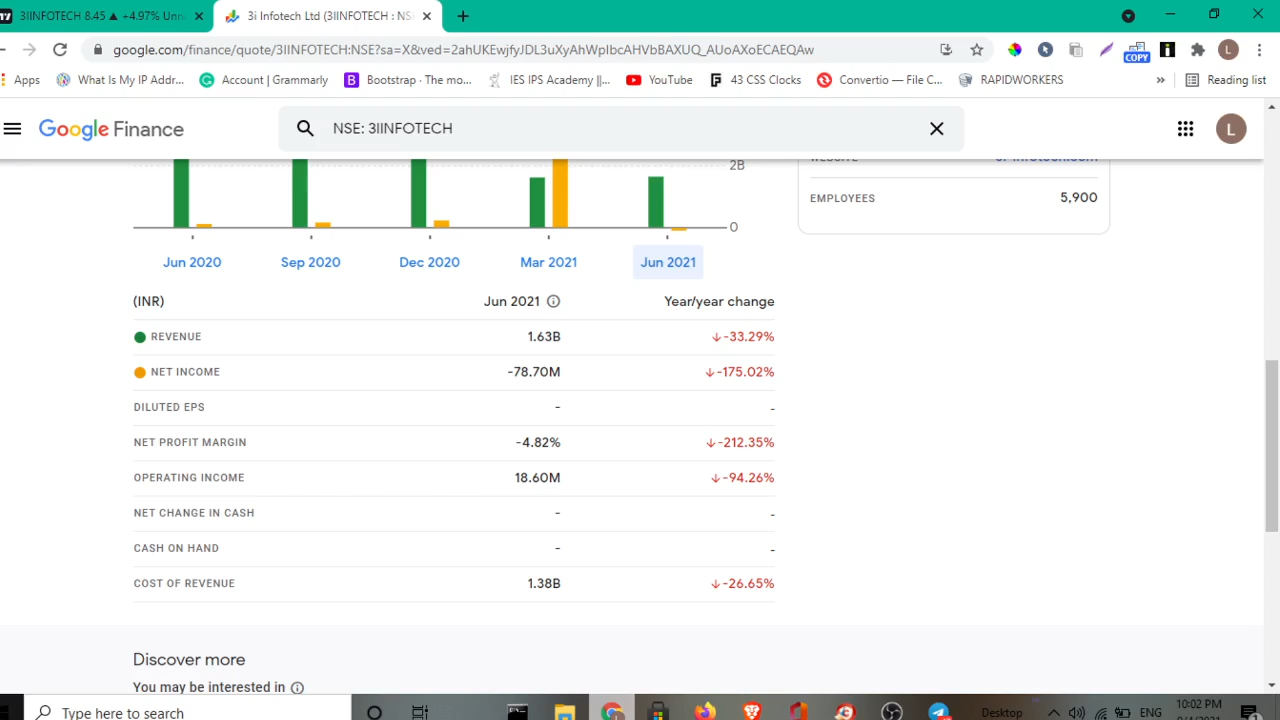 3IINFOTECH 8.45 ▲ +4.97%
3i Infotech Ltd (3IINFOTECH : NSE
google.com/finance/quote/3IINFOTECH:NSE?sa=X&ved=2ahUKEwjfyJDL3uXyAhWpIbcAHVbBAXUQ_AUoAXoECAEQAw
COPY
L
Apps
What Is My IP Addr...
Account | Grammarly
Bootstrap · The mo...
IES IPS Academy ||...
YouTube
43 CSS Clocks
Convertio — File C...
RAPIDWORKERS
»
Reading list
Google Finance
NSE: 3IINFOTECH
L
2B
0
EMPLOYEES 5,900
Jun 2020 Sep 2020 Dec 2020 Mar 2021 Jun 2021
(INR) Jun 2021 Year/year change
REVENUE 1.63B ↓-33.29%
NET INCOME -78.70M ↓-175.02%
DILUTED EPS - -
NET PROFIT MARGIN -4.82% ↓-212.35%
OPERATING INCOME 18.60M ↓-94.26%
NET CHANGE IN CASH - -
CASH ON HAND - -
COST OF REVENUE 1.38B ↓-26.65%
Discover more
You may be interested in
Type here to search
Desktop
ENG
10:02 PM